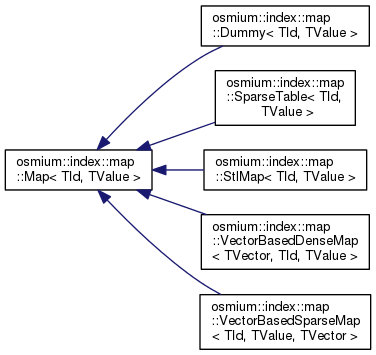 osmium::index::map
::Dummy< TId, TValue >
osmium::index::map
::SparseTable< TId,
TValue >
osmium::index::map
::Map< TId, TValue >
osmium::index::map
::StlMap< TId, TValue >
osmium::index::map
::VectorBasedDenseMap
< TVector, TId, TValue >
osmium::index::map
::VectorBasedSparseMap
< TId, TValue, TVector >